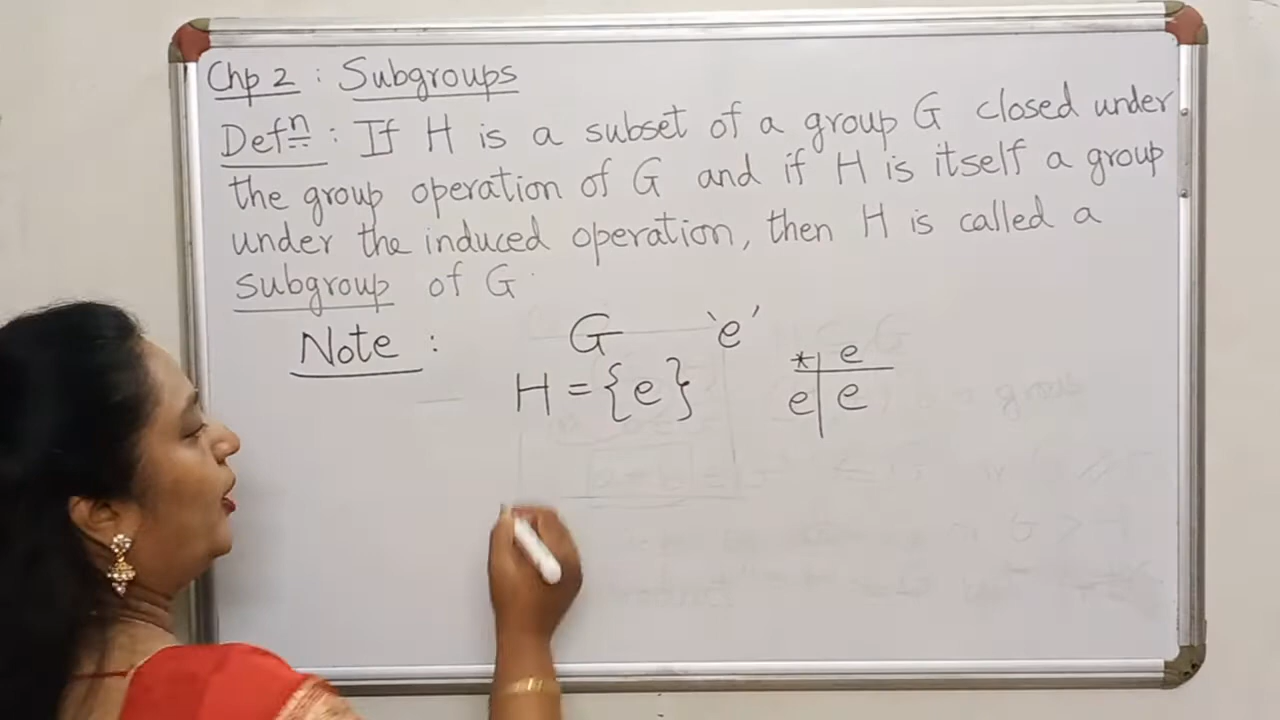 Chp 2 : Subgroups
Defn : If H is a subset of a group G closed under
the group operation of G and if H is itself a group
under the induced operation, then H is called a
subgroup of G.
Note : G 'e'
H = {e}
* | e
e | e